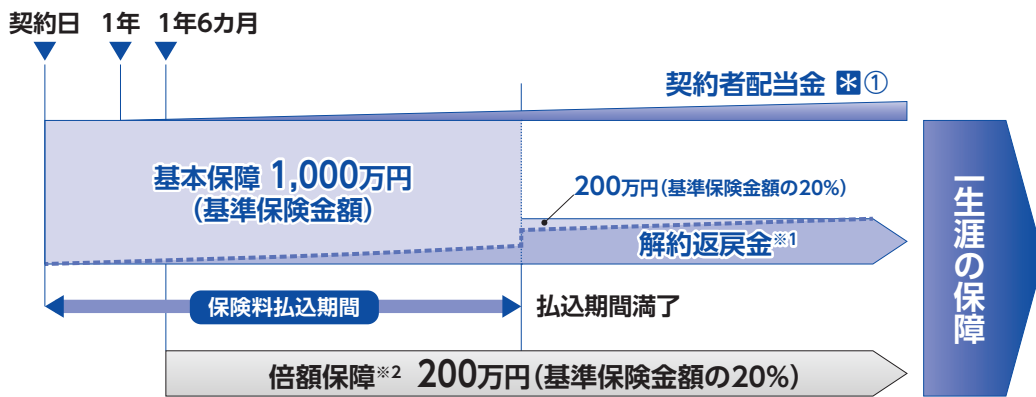 契約日 1年 1年6カ月
契約者配当金 *①
基本保障 1,000万円
(基準保険金額)
200万円(基準保険金額の20%)
解約返戻金※1
保険料払込期間
払込期間満了
倍額保障※2 200万円(基準保険金額の20%)
一生涯の保障